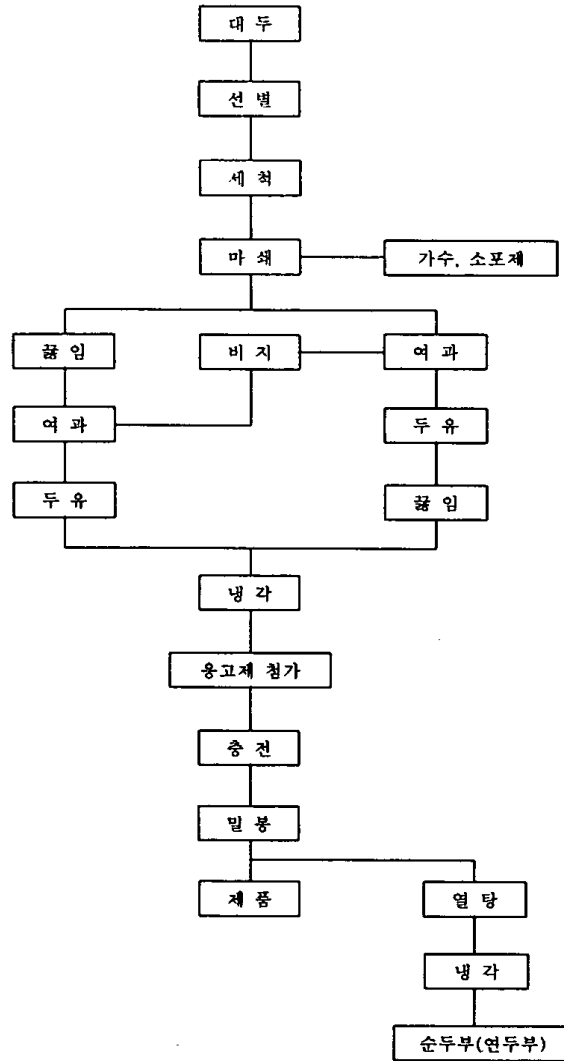 대 두
선 별
세 척
마 쇄
가수, 소포제
끓 임
비 지
여 과
여 과
두 유
두 유
끓 임
냉 각
응고제 첨가
충 전
밀 봉
제 품
열 탕
냉 각
순두부(연두부)